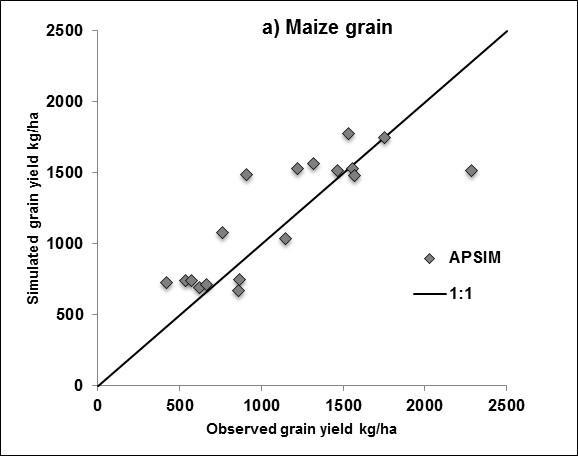 a) Maize grain
2500
2000
1500
1000
500
0
Simulated grain yield kg/ha
APSIM
1:1
0 500 1000 1500 2000 2500
Observed grain yield kg/ha